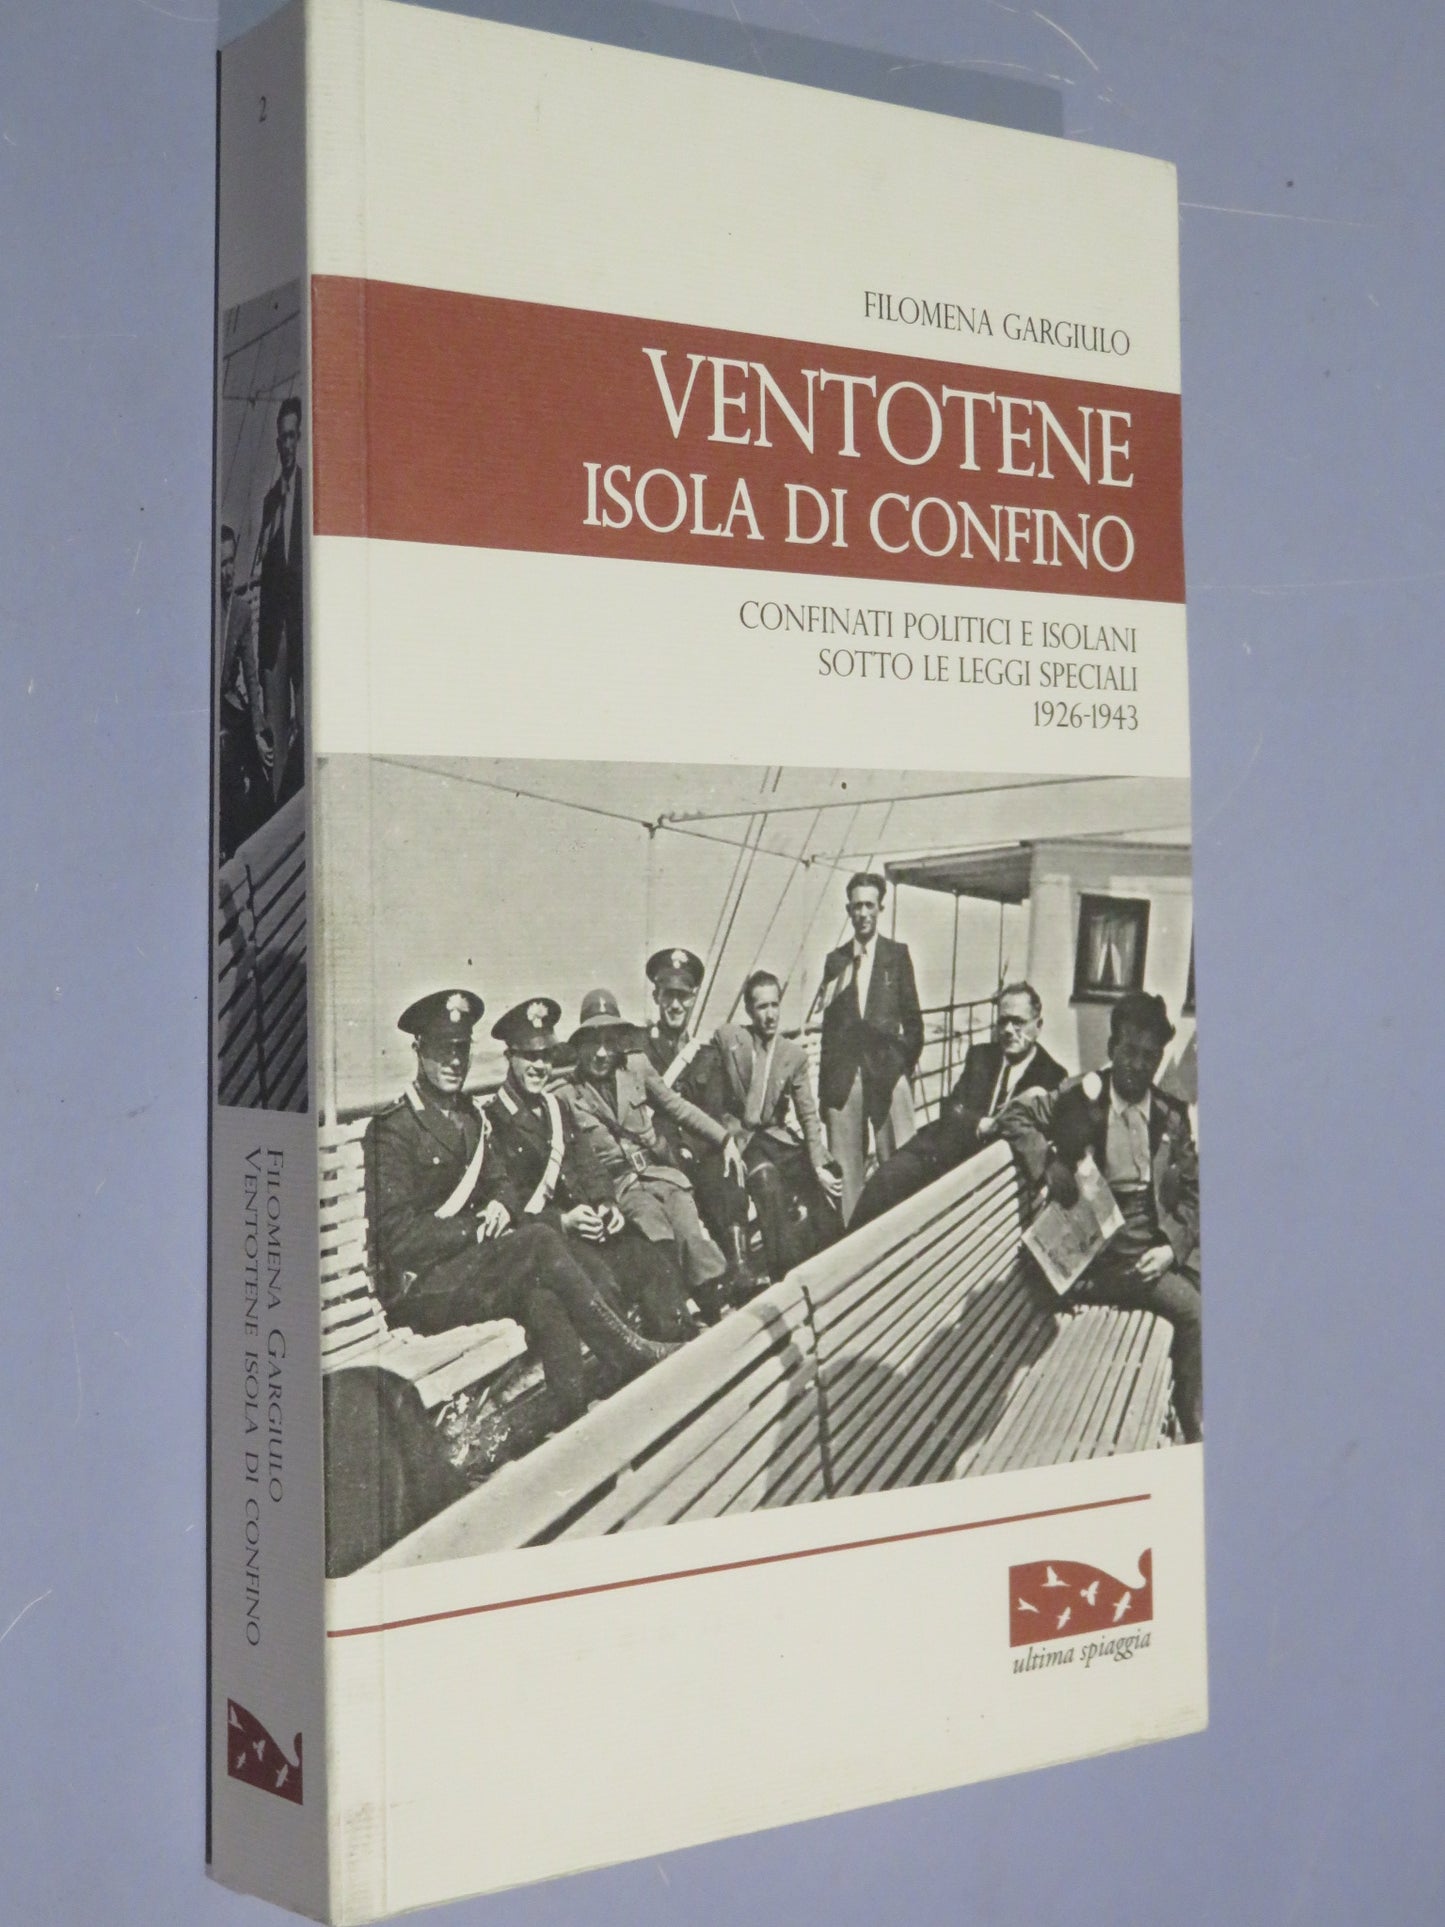 FILOMENA GARGIULO
VENTOTENE
ISOLA DI CONFINO
CONFINATI POLITICI E ISOLANI
SOTTO LE LEGGI SPECIALI
1926-1943
ultima spiaggia
2
FILOMENA GARGIULO
VENTOTENE ISOLA DI CONFINO